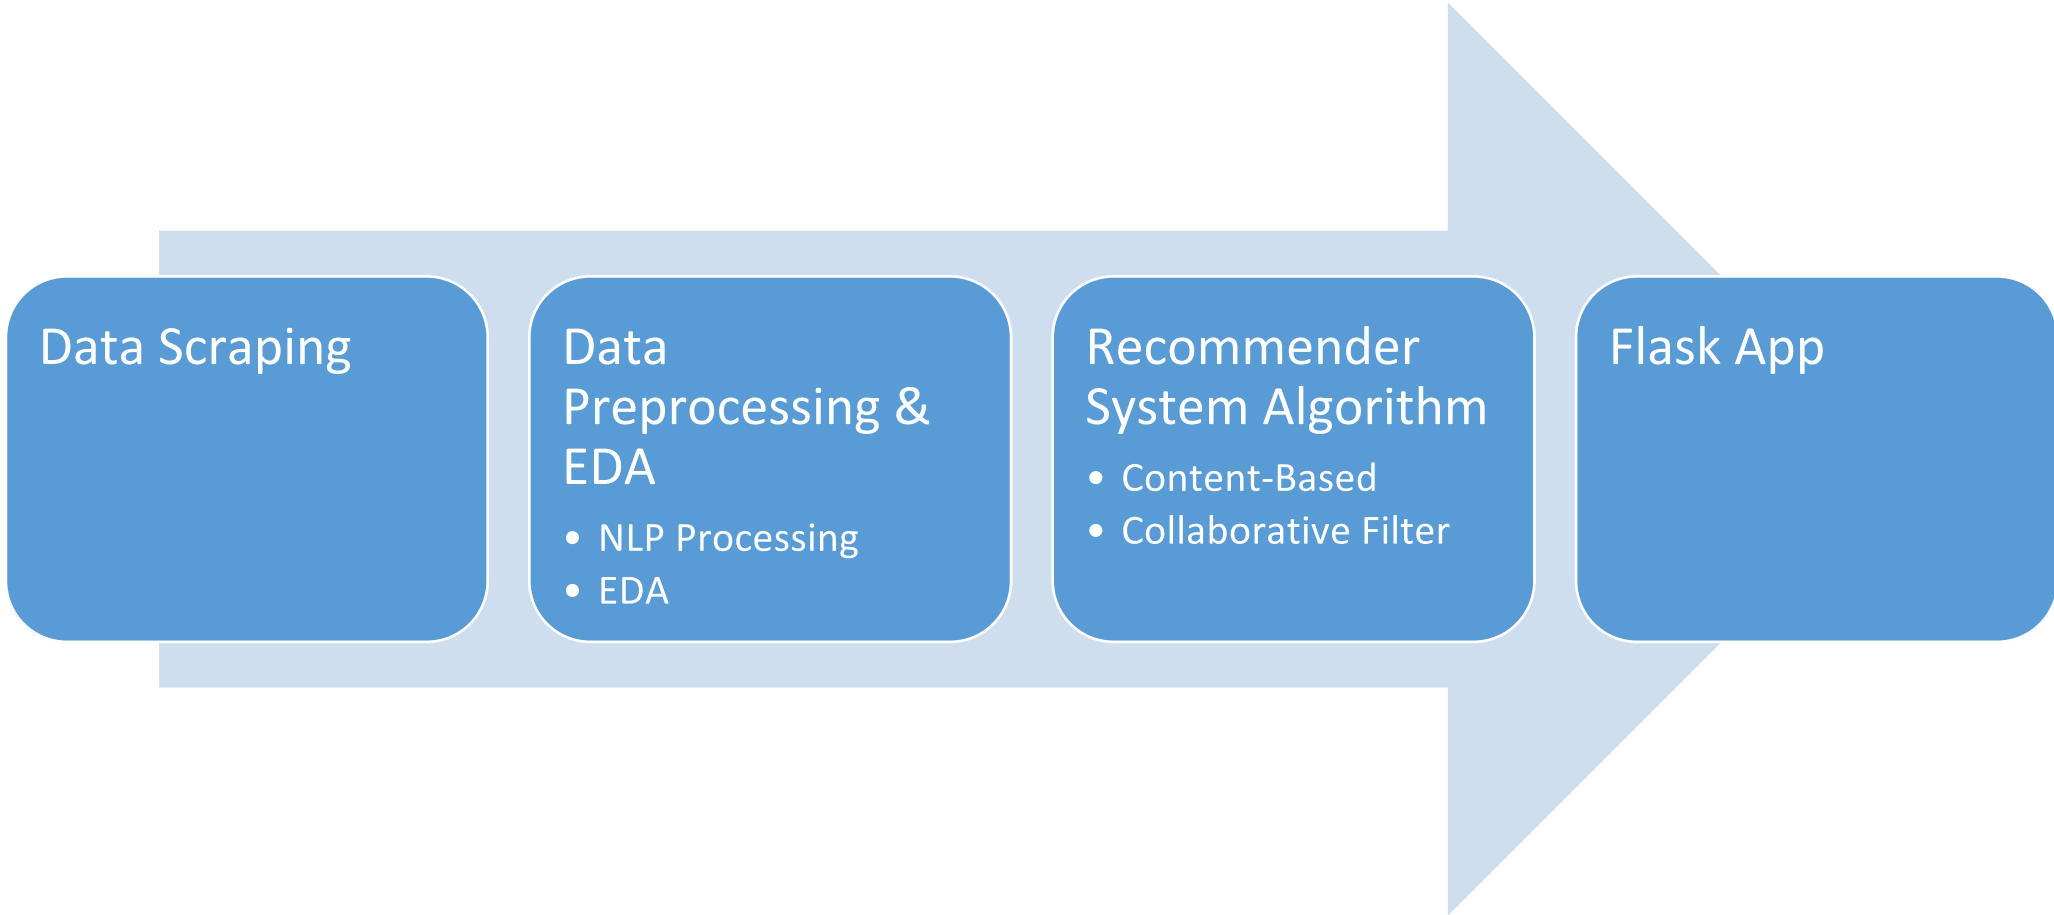 Data Scraping
Data
Preprocessing &
EDA
• NLP Processing
• EDA
Recommender
System Algorithm
• Content-Based
• Collaborative Filter
Flask App